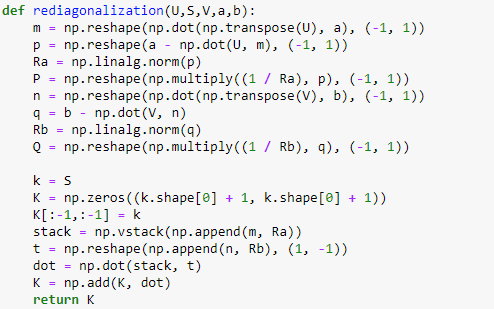 def rediagonalization(U,S,V,a,b):
    m = np.reshape(np.dot(np.transpose(U), a), (-1, 1))
    p = np.reshape(a - np.dot(U, m), (-1, 1))
    Ra = np.linalg.norm(p)
    P = np.reshape(np.multiply((1 / Ra), p), (-1, 1))
    n = np.reshape(np.dot(np.transpose(V), b), (-1, 1))
    q = b - np.dot(V, n)
    Rb = np.linalg.norm(q)
    Q = np.reshape(np.multiply((1 / Rb), q), (-1, 1))

    k = S
    K = np.zeros((k.shape[0] + 1, k.shape[0] + 1))
    K[:-1,:-1] = k
    stack = np.vstack(np.append(m, Ra))
    t = np.reshape(np.append(n, Rb), (1, -1))
    dot = np.dot(stack, t)
    K = np.add(K, dot)
    return K